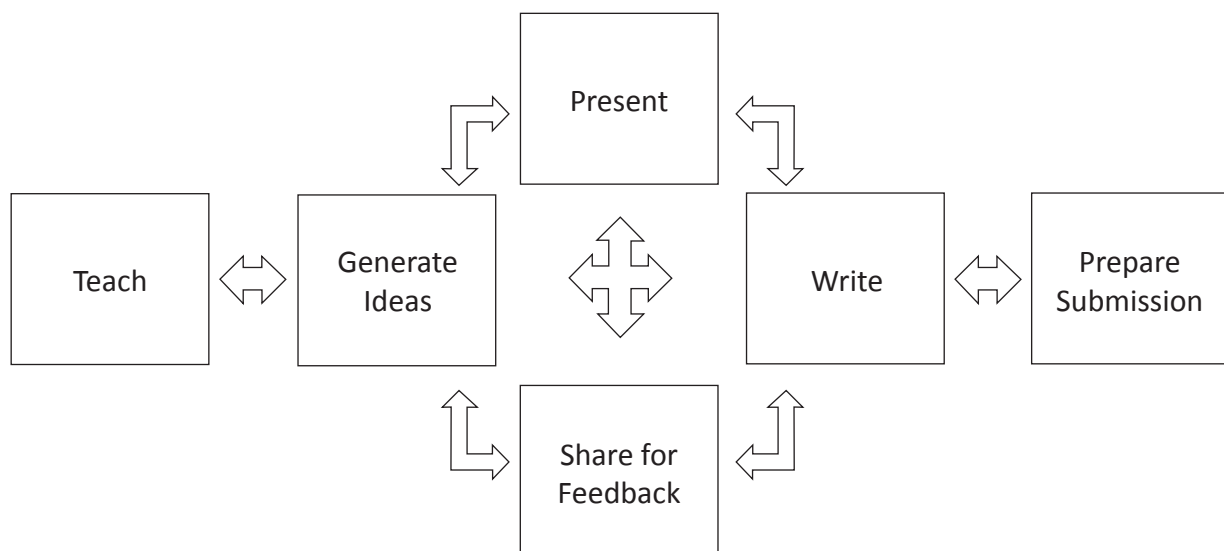 Present
Teach
Generate
Ideas
Write
Prepare
Submission
Share for
Feedback